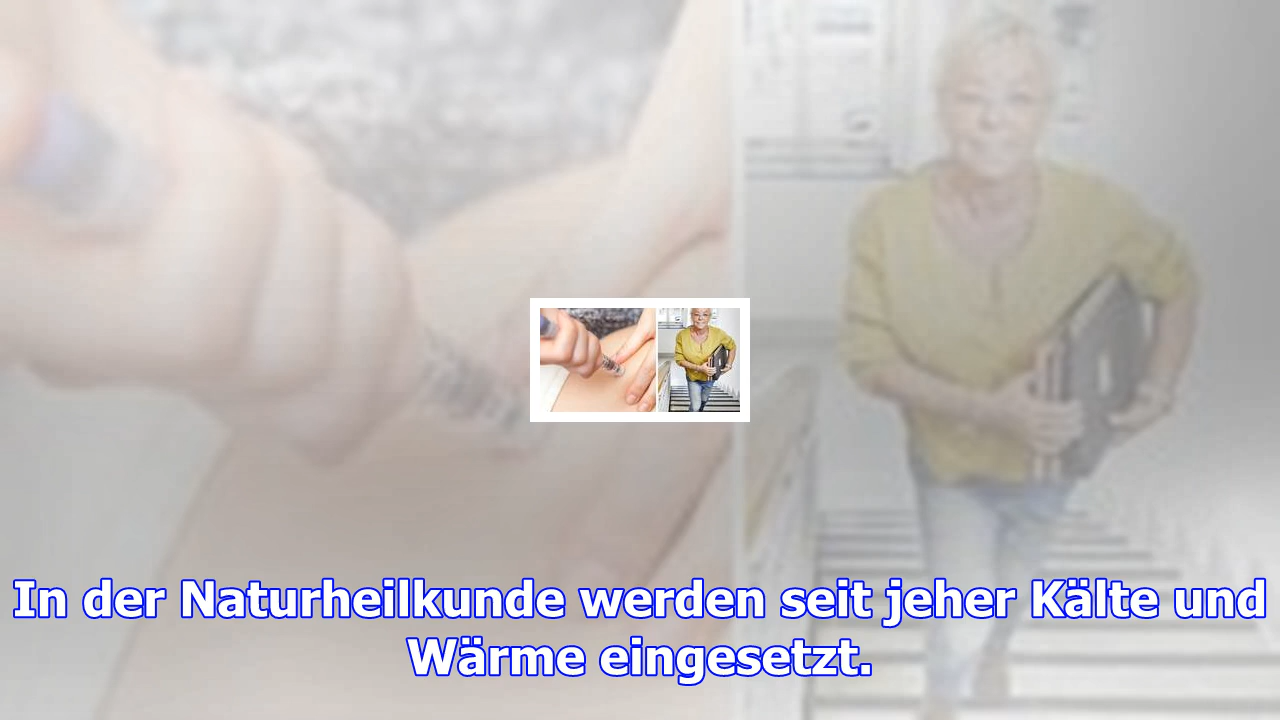 In der Naturheilkunde werden seit jeher Kälte und
Wärme eingesetzt.